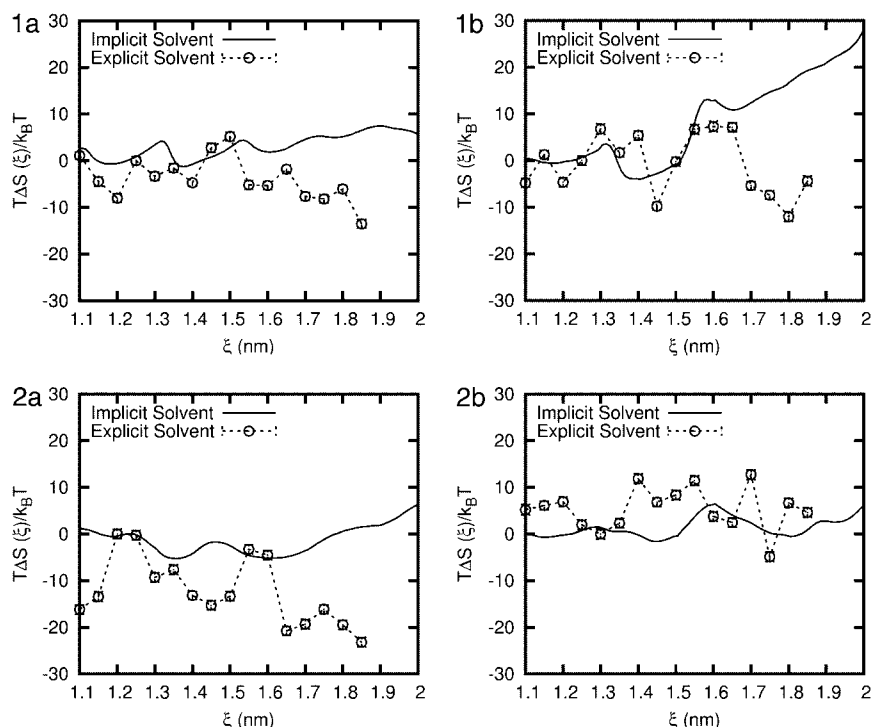 1a
30
20
10
0
-10
-20
-30
TΔS (ξ)/k_BT
Implicit Solvent
Explicit Solvent
1.1 1.2 1.3 1.4 1.5 1.6 1.7 1.8 1.9 2
ξ (nm)
1b
30
20
10
0
-10
-20
-30
TΔS (ξ)/k_BT
Implicit Solvent
Explicit Solvent
1.1 1.2 1.3 1.4 1.5 1.6 1.7 1.8 1.9 2
ξ (nm)
2a
30
20
10
0
-10
-20
-30
TΔS (ξ)/k_BT
Implicit Solvent
Explicit Solvent
1.1 1.2 1.3 1.4 1.5 1.6 1.7 1.8 1.9 2
ξ (nm)
2b
30
20
10
0
-10
-20
-30
TΔS (ξ)/k_BT
Implicit Solvent
Explicit Solvent
1.1 1.2 1.3 1.4 1.5 1.6 1.7 1.8 1.9 2
ξ (nm)